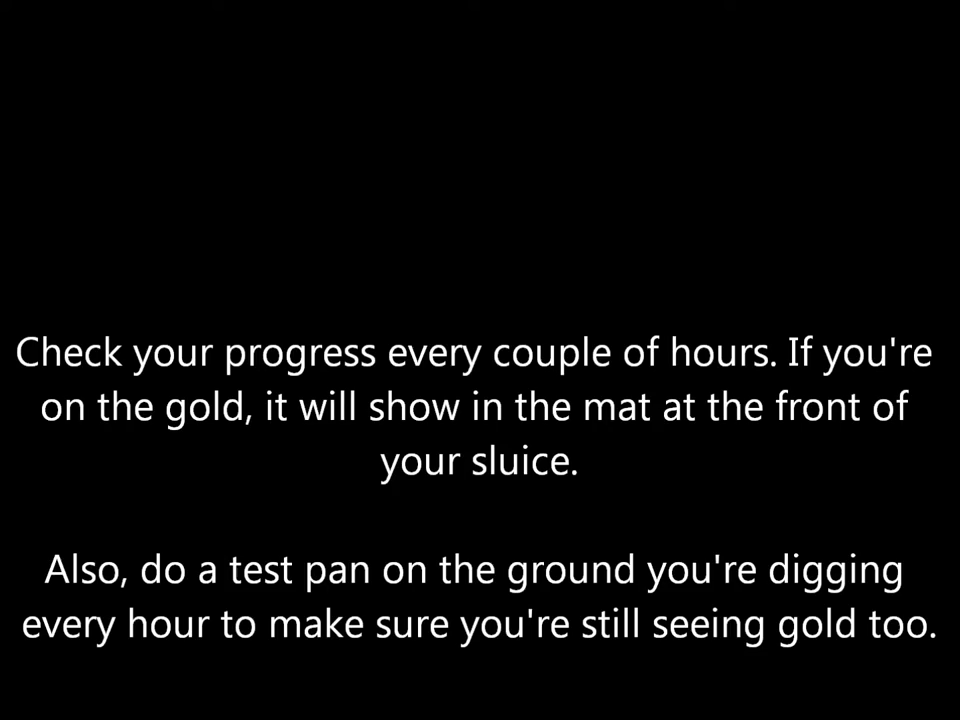 Check your progress every couple of hours. If you're
on the gold, it will show in the mat at the front of
your sluice.
Also, do a test pan on the ground you're digging
every hour to make sure you're still seeing gold too.